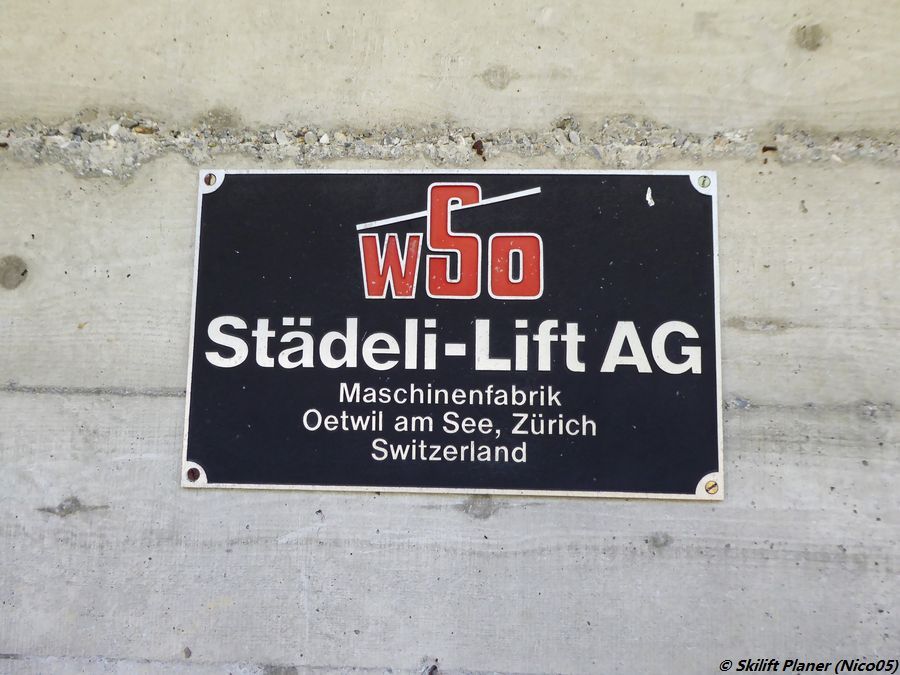 WSO
Städeli-Lift AG
Maschinenfabrik
Oetwil am See, Zürich
Switzerland
© Skilift Planer (Nico05)